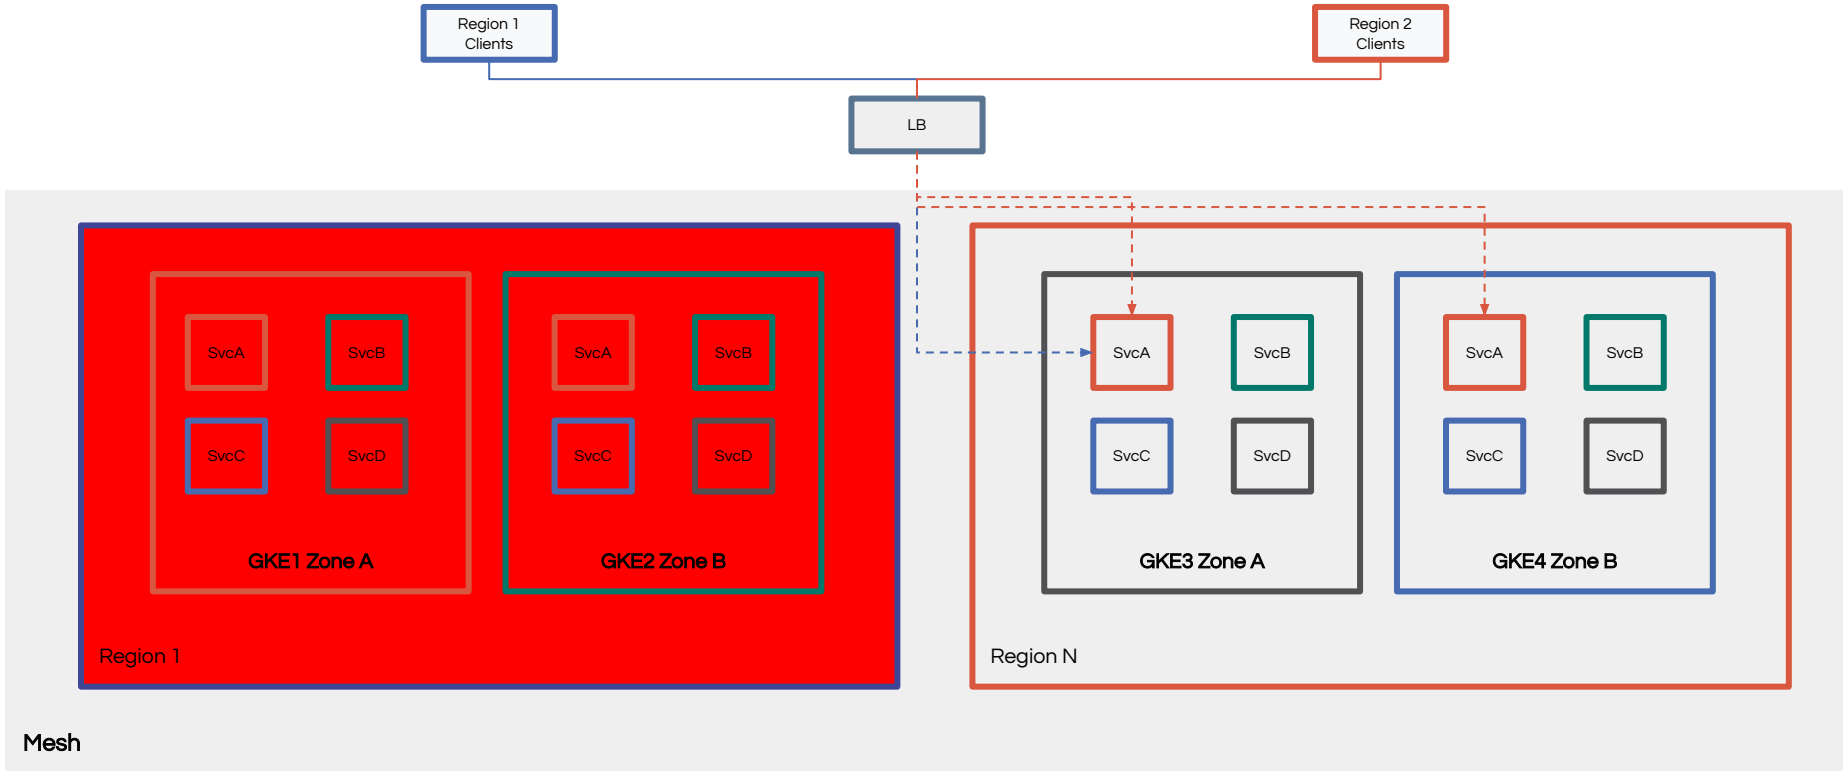 Region 1
Clients
Region 2
Clients
LB
SvcA
SvcB
SvcC
SvcD
GKE1 Zone A
SvcA
SvcB
SvcC
SvcD
GKE2 Zone B
Region 1
SvcA
SvcB
SvcC
SvcD
GKE3 Zone A
SvcA
SvcB
SvcC
SvcD
GKE4 Zone B
Region N
Mesh